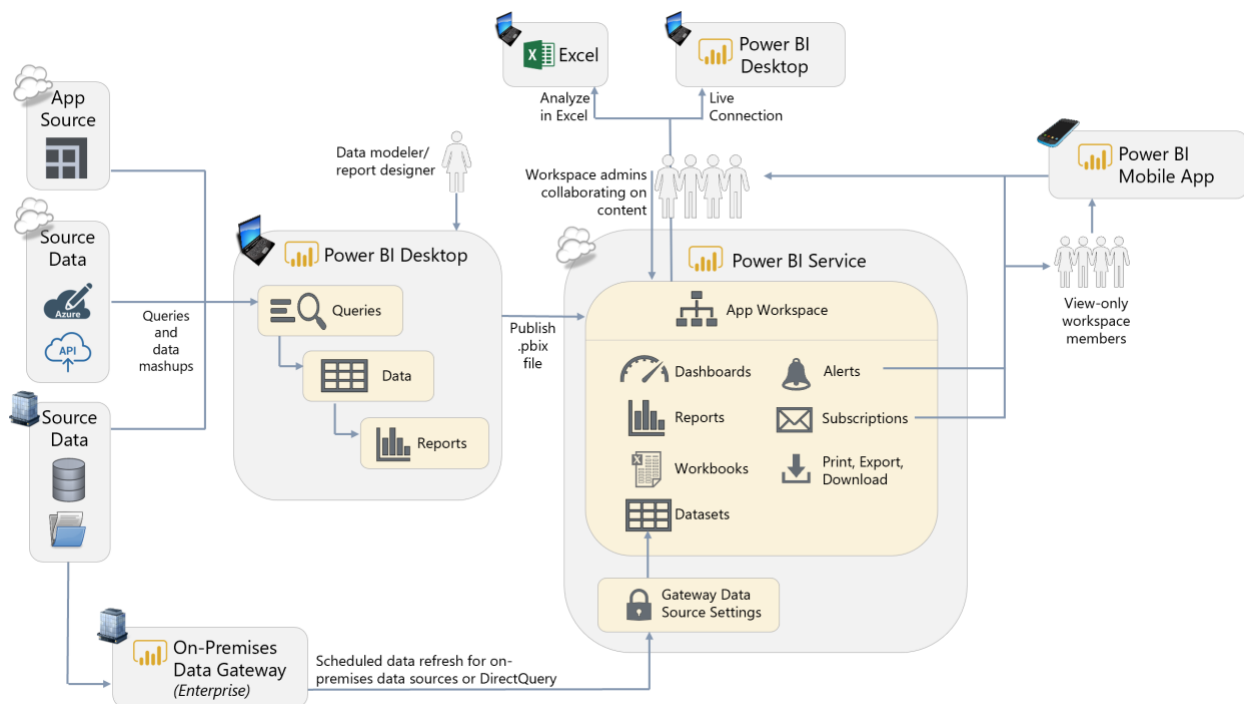 Excel
Power BI
Desktop
Analyze
in Excel
Live
Connection
App
Source
Data modeler/
report designer
Workspace admins
collaborating on
content
Power BI
Mobile App
Source
Data
Azure
API
Queries
and
data
mashups
Power BI Desktop
Queries
Data
Reports
Publish
.pbix
file
Power BI Service
App Workspace
Dashboards
Alerts
Reports
Subscriptions
Workbooks
Print, Export,
Download
Datasets
View-only
workspace
members
Source
Data
Gateway Data
Source Settings
On-Premises
Data Gateway
(Enterprise)
Scheduled data refresh for on-
premises data sources or DirectQuery